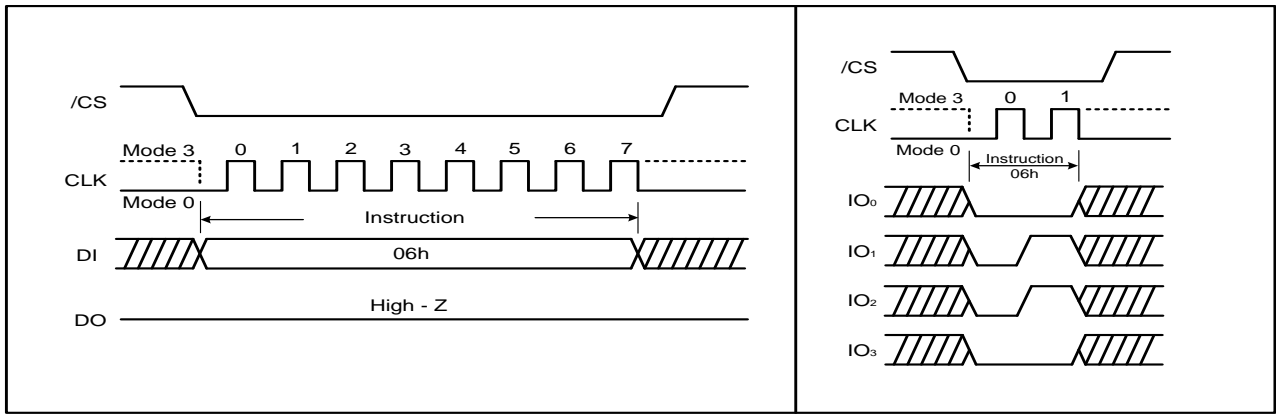 /CS
Mode 3 0 1 2 3 4 5 6 7
CLK
Mode 0
Instruction
DI 06h
High - Z
DO
/CS
Mode 3 0 1
CLK
Mode 0 Instruction
06h
IO₀
IO₁
IO₂
IO₃